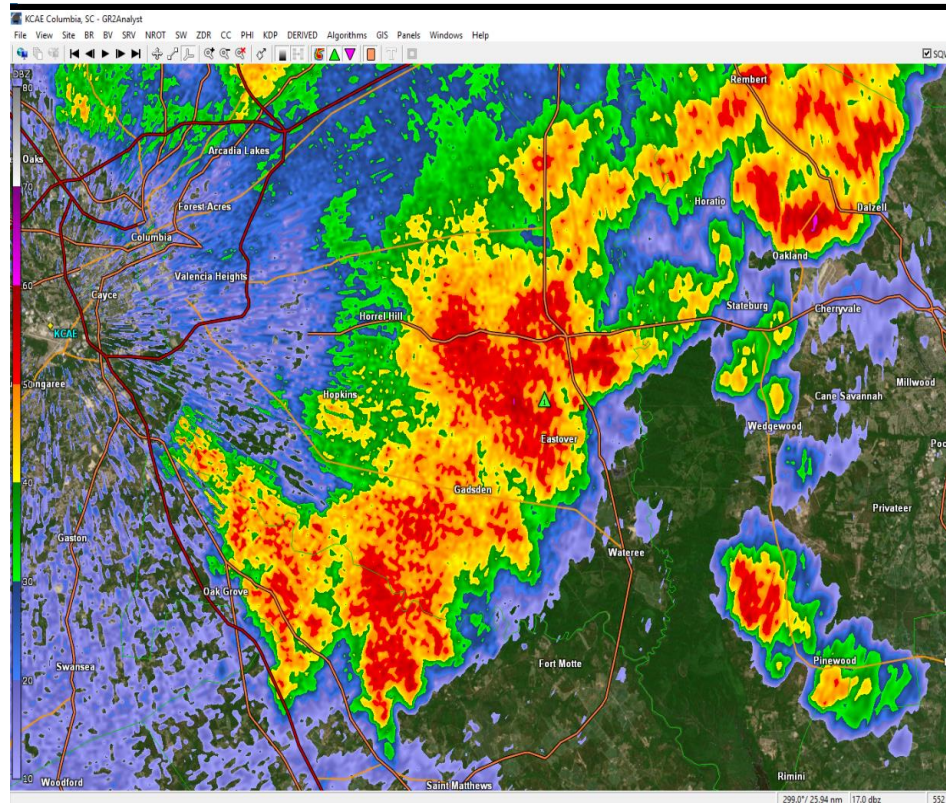 KCAE Columbia, SC - GR2Analyst
File View Site BR BV SRV NROT SW ZDR CC PHI KDP DERIVED Algorithms GIS Panels Windows Help
DBZ
80
70
60
50
40
30
20
10
Rembert
Arcadia Lakes
Oaks
Forest Acres
Horatio
Dalzell
Columbia
Oakland
Valencia Heights
Cayce
Stateburg
Cherryvale
Horrel Hill
KCAE
Millwood
Hopkins
Cane Savannah
Wedgewood
Eastover
Gadsden
Privateer
Gaston
Wateree
Oak Grove
Fort Motte
Pinewood
Swansea
Rimini
Woodford
Saint Matthews
299.0°/ 25.94 nm 17.0 dbz